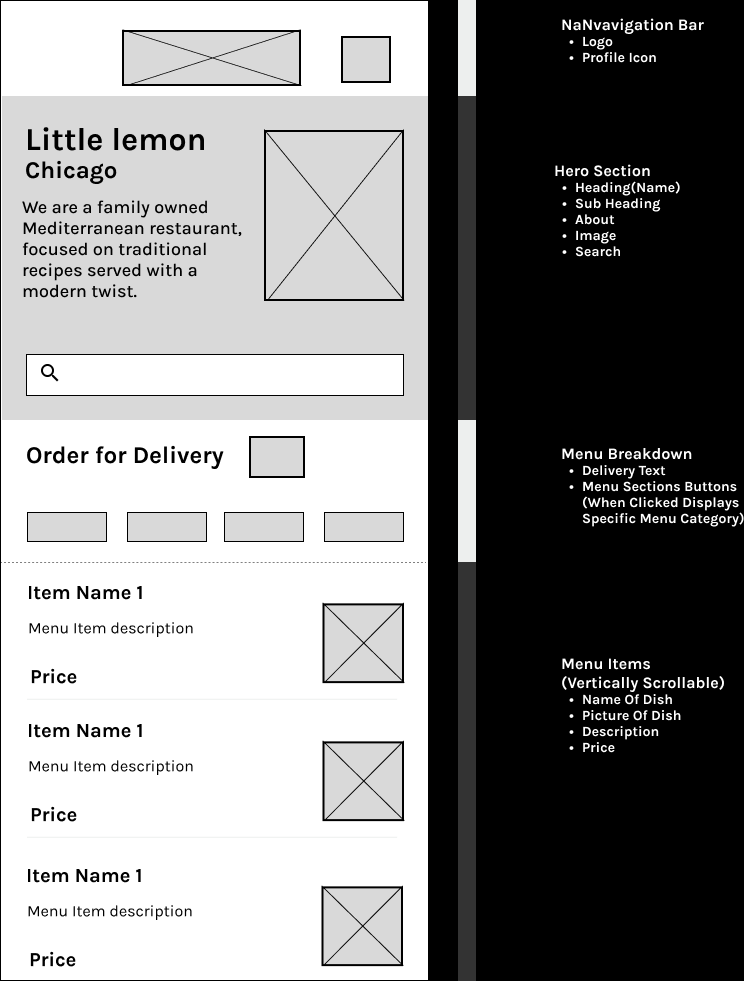 NaNvavigation Bar
• Logo
• Profile Icon
Little lemon
Chicago
We are a family owned
Mediterranean restaurant,
focused on traditional
recipes served with a
modern twist.
Hero Section
• Heading(Name)
• Sub Heading
• About
• Image
• Search
Order for Delivery
Menu Breakdown
• Delivery Text
• Menu Sections Buttons
(When Clicked Displays
Specific Menu Category)
Item Name 1
Menu Item description
Price
Item Name 1
Menu Item description
Price
Item Name 1
Menu Item description
Price
Menu Items
(Vertically Scrollable)
• Name Of Dish
• Picture Of Dish
• Description
• Price